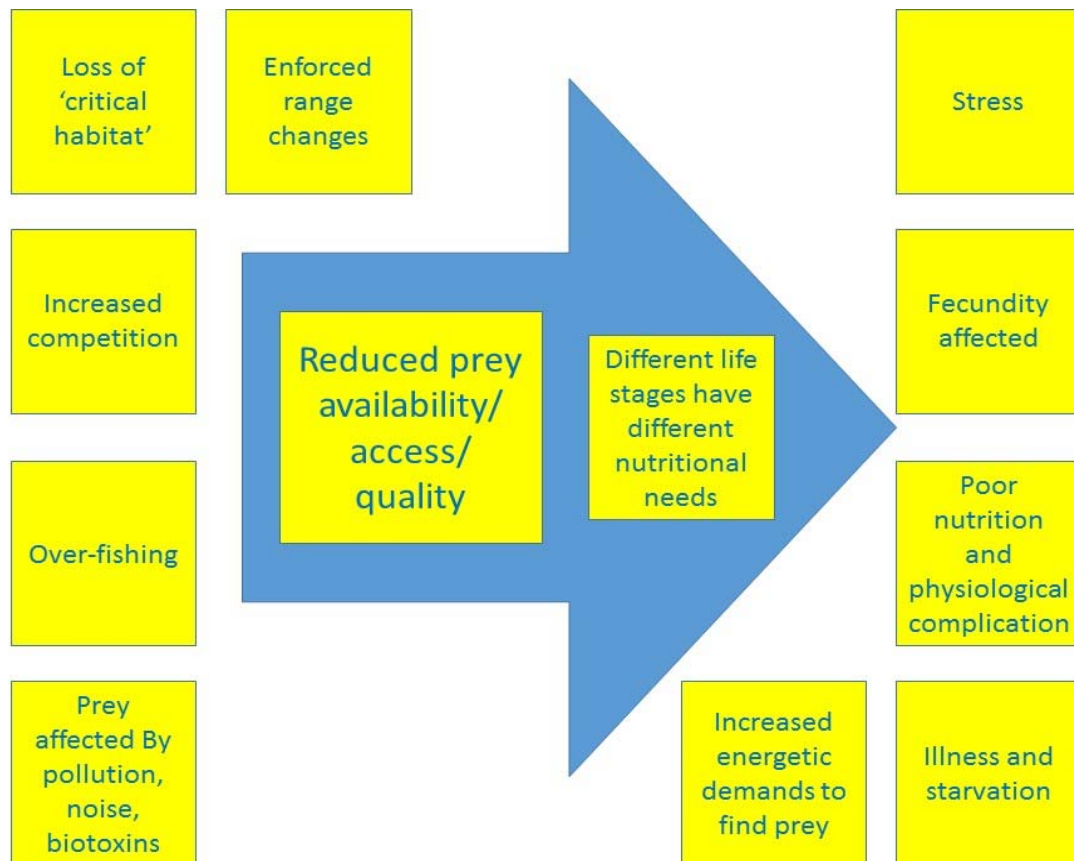 Loss of
‘critical
habitat’
Enforced
range
changes
Stress
Increased
competition
Reduced prey
availability/
access/
quality
Different life
stages have
different
nutritional
needs
Fecundity
affected
Over-fishing
Poor
nutrition
and
physiological
complication
Prey
affected By
pollution,
noise,
biotoxins
Increased
energetic
demands to
find prey
Illness and
starvation